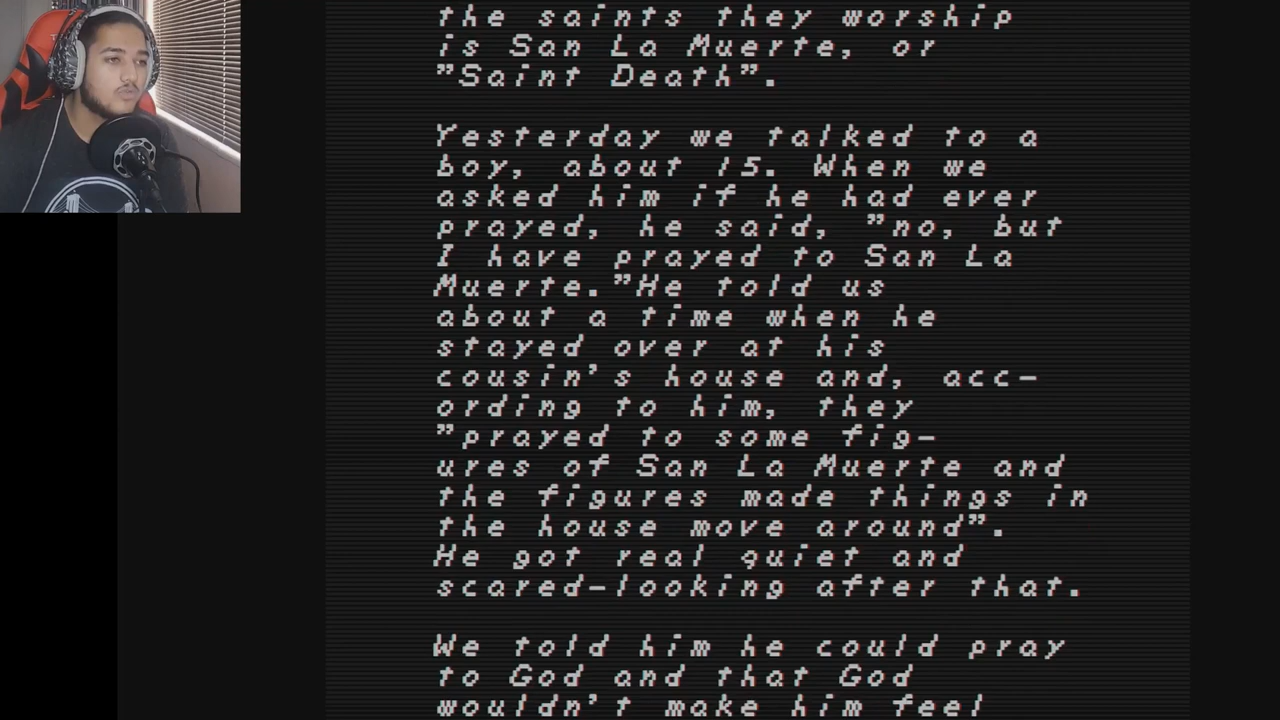 the saints they worship
is San La Muerte, or
"Saint Death".
Yesterday we talked to a
boy, about 15. When we
asked him if he had ever
prayed, he said, "no, but
I have prayed to San La
Muerte."He told us
about a time when he
stayed over at his
cousin's house and, acc-
ording to him, they
"prayed to some fig-
ures of San La Muerte and
the figures made things in
the house move around".
He got real quiet and
scared-looking after that.
We told him he could pray
to God and that God
wouldn't make him feel